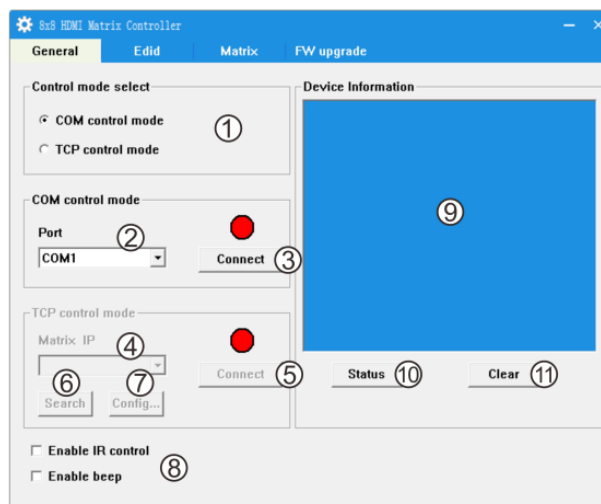 8x8 HDMI Matrix Controller
General Edid Matrix FW upgrade
Control mode select
COM control mode
①
TCP control mode
COM control mode
Port
②
COM1
Connect ③
TCP control mode
Matrix IP ④
Connect ⑤
⑥ ⑦
Search Config...
Enable IR control
⑧
Enable beep
Device Information
⑨
Status ⑩ Clear ⑪